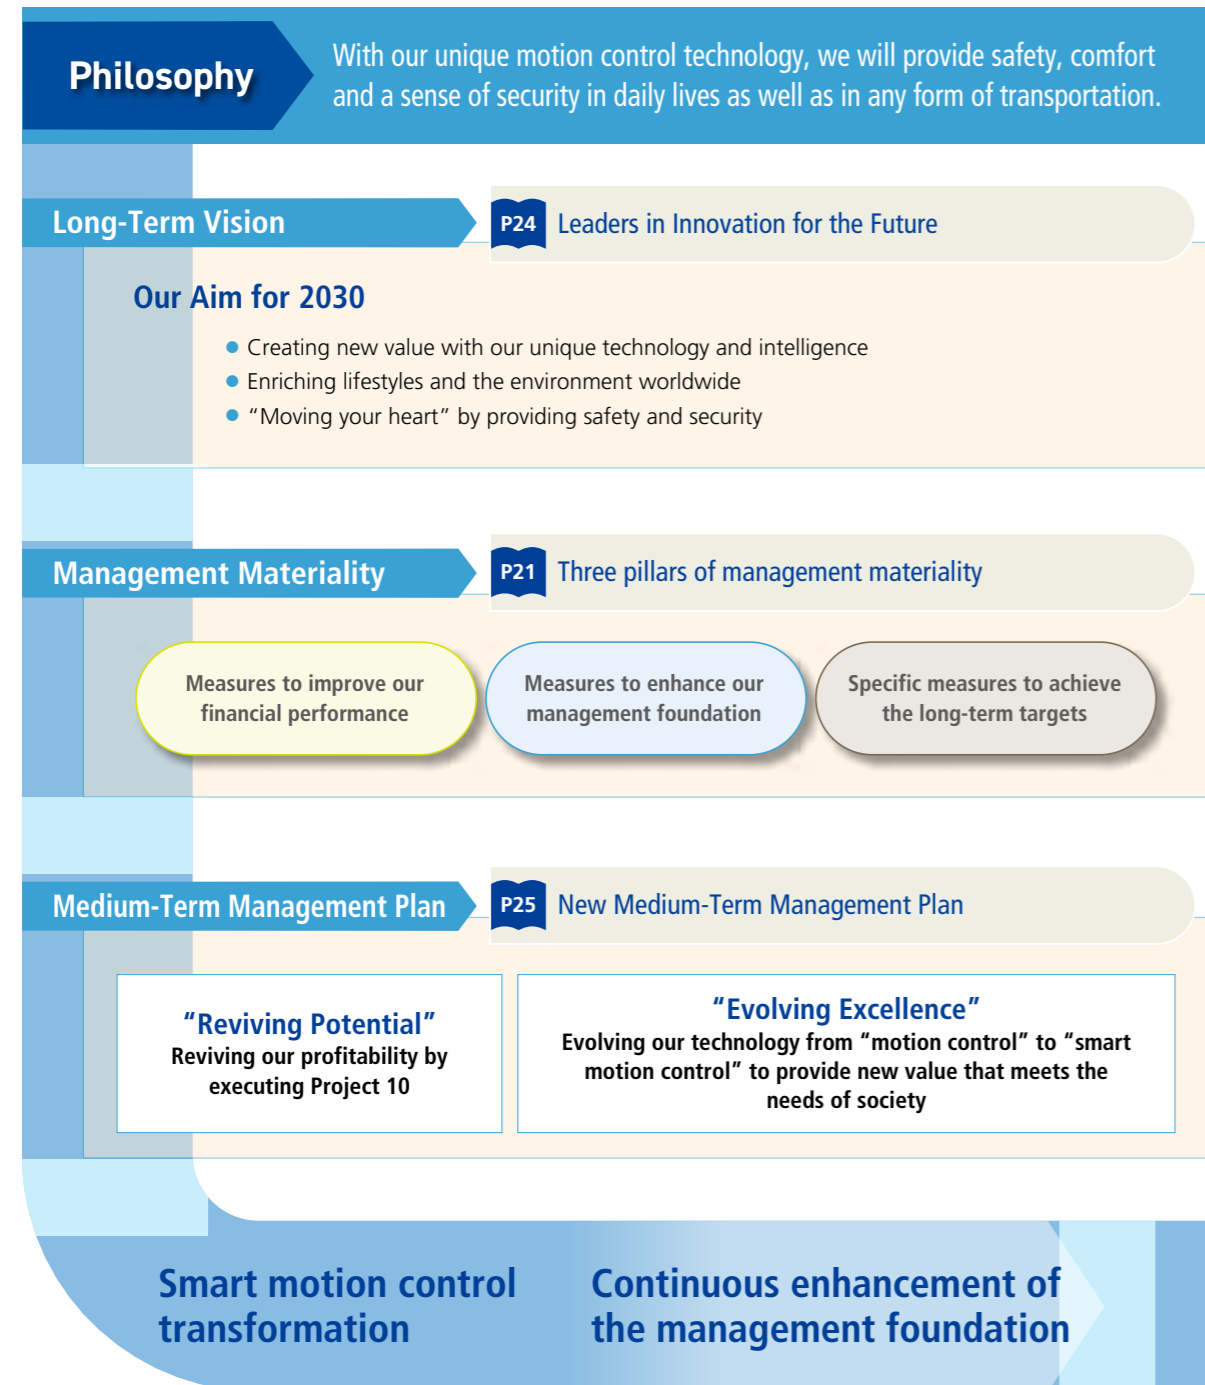 Philosophy
With our unique motion control technology, we will provide safety, comfort
and a sense of security in daily lives as well as in any form of transportation.
Long-Term Vision
P24 Leaders in Innovation for the Future
Our Aim for 2030
● Creating new value with our unique technology and intelligence
● Enriching lifestyles and the environment worldwide
● “Moving your heart” by providing safety and security
Management Materiality
P21 Three pillars of management materiality
Measures to improve our
financial performance
Measures to enhance our
management foundation
Specific measures to achieve
the long-term targets
Medium-Term Management Plan
P25 New Medium-Term Management Plan
“Reviving Potential”
Reviving our profitability by
executing Project 10
“Evolving Excellence”
Evolving our technology from “motion control” to “smart
motion control” to provide new value that meets the
needs of society
Smart motion control
transformation
Continuous enhancement of
the management foundation